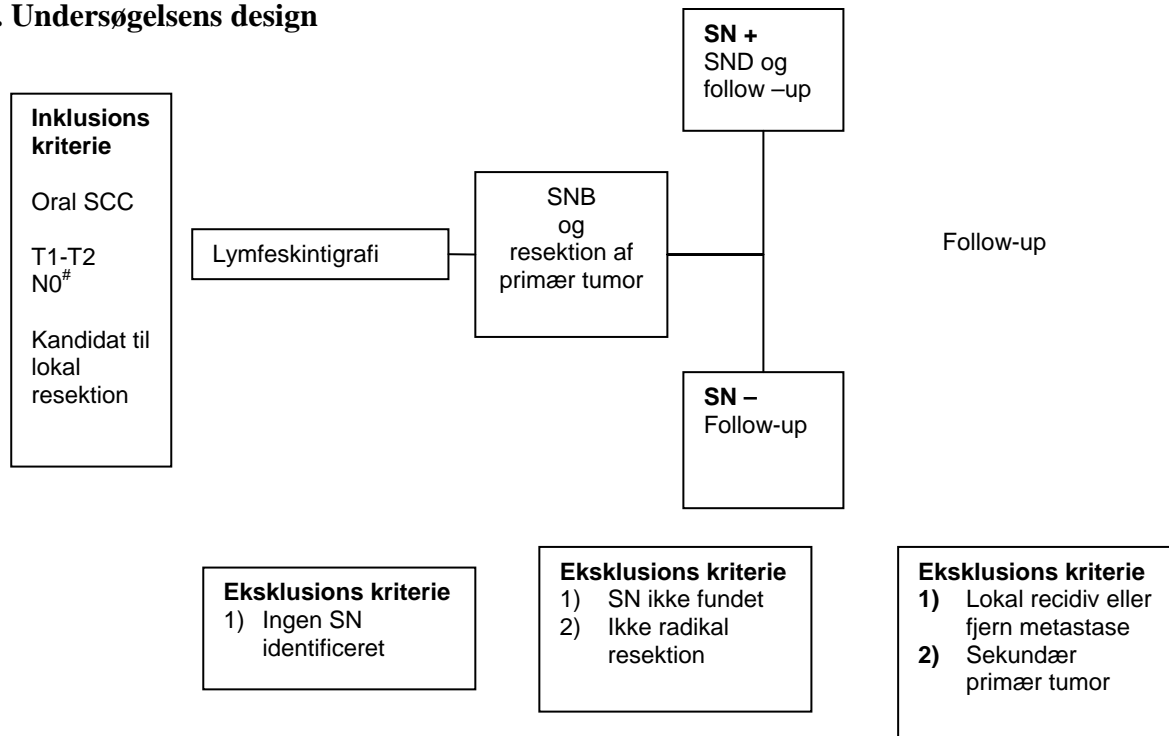 . Undersøgelsens design
Inklusions
kriterie
Oral SCC
T1-T2
N0#
Kandidat til
lokal
resektion
Lymfeskintigrafi
SNB
og
resektion af
primær tumor
SN +
SND og
follow –up
SN –
Follow-up
Follow-up
Eksklusions kriterie
1) Ingen SN
identificeret
Eksklusions kriterie
1) SN ikke fundet
2) Ikke radikal
resektion
Eksklusions kriterie
1) Lokal recidiv eller
fjern metastase
2) Sekundær
primær tumor